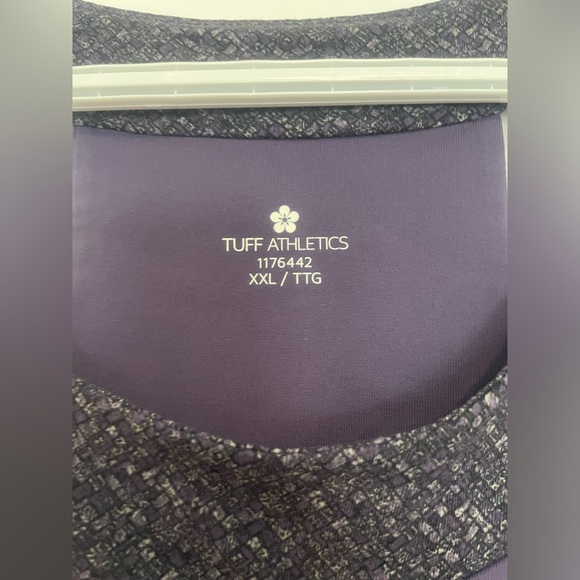 TUFF ATHLETICS
1176442
XXL / TTG